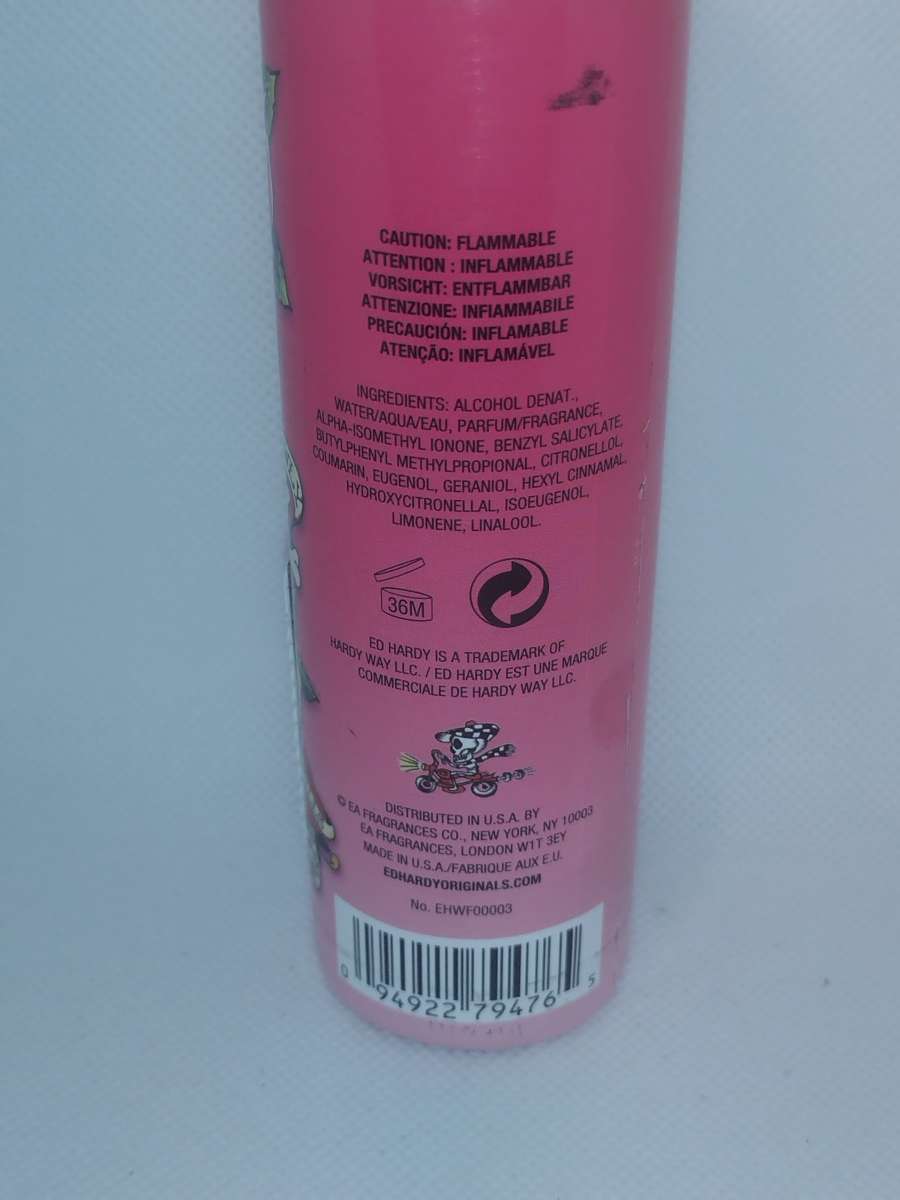 CAUTION: FLAMMABLE
ATTENTION : INFLAMMABLE
VORSICHT: ENTFLAMMBAR
ATTENZIONE: INFIAMMABILE
PRECAUCIÓN: INFLAMABLE
ATENÇÃO: INFLAMÁVEL
INGREDIENTS: ALCOHOL DENAT.,
WATER/AQUA/EAU, PARFUM/FRAGRANCE,
ALPHA-ISOMETHYL IONONE, BENZYL SALICYLATE,
BUTYLPHENYL METHYLPROPIONAL, CITRONELLOL,
COUMARIN, EUGENOL, GERANIOL, HEXYL CINNAMAL,
HYDROXYCITRONELLAL, ISOEUGENOL,
LIMONENE, LINALOOL.
36M
ED HARDY IS A TRADEMARK OF
HARDY WAY LLC. / ED HARDY EST UNE MARQUE
COMMERCIALE DE HARDY WAY LLC.
DISTRIBUTED IN U.S.A. BY
© EA FRAGRANCES CO., NEW YORK, NY 10003
EA FRAGRANCES, LONDON W1T 3EY
MADE IN U.S.A./FABRIQUE AUX E.U.
EDHARDYORIGINALS.COM
No. EHWF00003
0 94922 79476 5